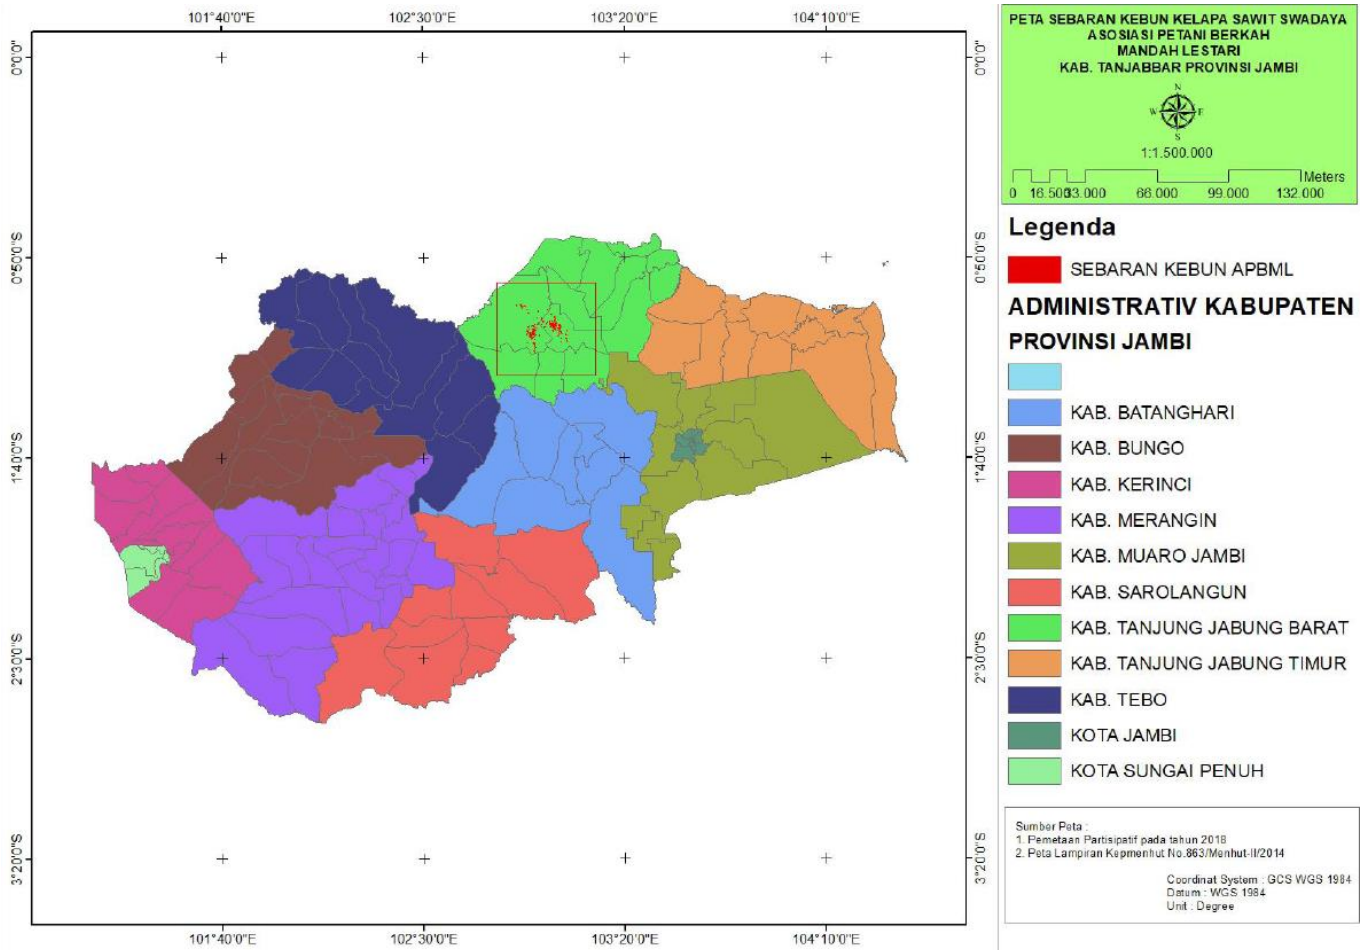 101°40'0"E 102°30'0"E 103°20'0"E 104°10'0"E
0°0'0" 0°0'0"
0°50'0"S 0°50'0"S
1°40'0"S 1°40'0"S
2°30'0"S 2°30'0"S
3°20'0"S 3°20'0"S
101°40'0"E 102°30'0"E 103°20'0"E 104°10'0"E
PETA SEBARAN KEBUN KELAPA SAWIT SWADAYA
ASOSIASI PETANI BERKAH
MANDAH LESTARI
KAB. TANJABBAR PROVINSI JAMBI
N
W E
S
1:1.500.000
Meters
0 16.500 33.000 66.000 99.000 132.000
Legenda
SEBARAN KEBUN APBML
ADMINISTRATIV KABUPATEN
PROVINSI JAMBI
KAB. BATANGHARI
KAB. BUNGO
KAB. KERINCI
KAB. MERANGIN
KAB. MUARO JAMBI
KAB. SAROLANGUN
KAB. TANJUNG JABUNG BARAT
KAB. TANJUNG JABUNG TIMUR
KAB. TEBO
KOTA JAMBI
KOTA SUNGAI PENUH
Sumber Peta :
1. Pemetaan Partisipatif pada tahun 2018
2. Peta Lampiran Kepmenhut No.863/Menhut-II/2014
Coordinat System : GCS WGS 1984
Datum : WGS 1984
Unit : Degree